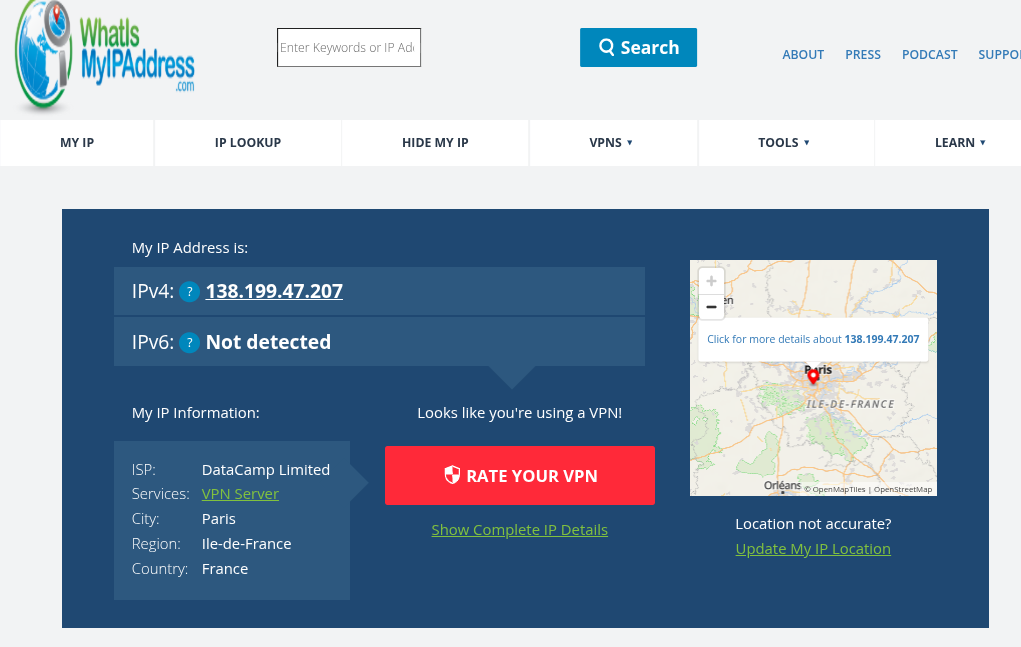 WhatIs
MyIPAddress
.com
Enter Keywords or IP Ad
Search
ABOUT PRESS PODCAST SUPPO
MY IP IP LOOKUP HIDE MY IP VPNS ▾ TOOLS ▾ LEARN ▾
My IP Address is:
IPv4: ? 138.199.47.207
IPv6: ? Not detected
My IP Information:
ISP: DataCamp Limited
Services: VPN Server
City: Paris
Region: Ile-de-France
Country: France
Looks like you're using a VPN!
RATE YOUR VPN
Show Complete IP Details
+
−
en
Click for more details about 138.199.47.207
Paris
ILE-DE-FRANCE
Orléans
© OpenMapTiles | OpenStreetMap
Location not accurate?
Update My IP Location